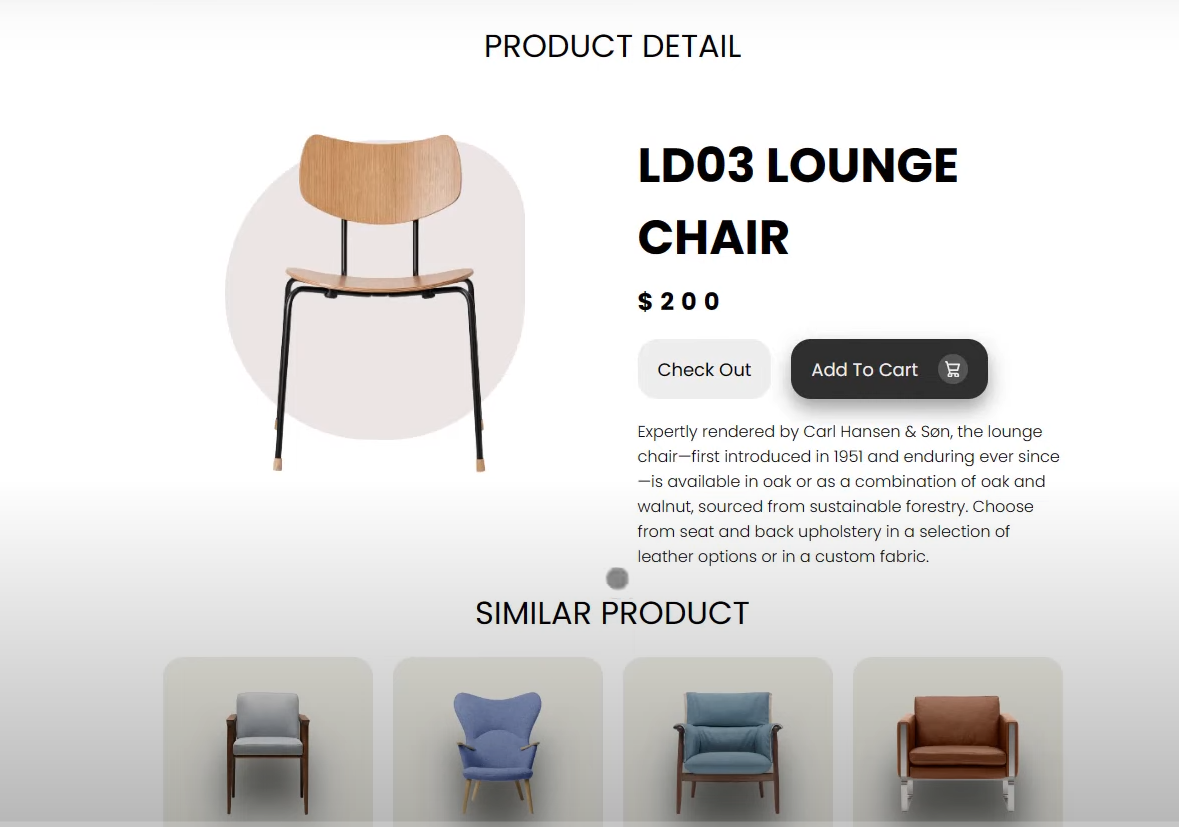 PRODUCT DETAIL
LD03 LOUNGE
CHAIR
$200
Check Out
Add To Cart
Expertly rendered by Carl Hansen & Søn, the lounge
chair—first introduced in 1951 and enduring ever since
—is available in oak or as a combination of oak and
walnut, sourced from sustainable forestry. Choose
from seat and back upholstery in a selection of
leather options or in a custom fabric.
SIMILAR PRODUCT